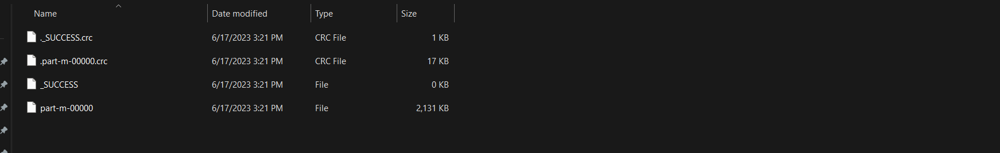 Name Date modified Type Size
._SUCCESS.crc 6/17/2023 3:21 PM CRC File 1 KB
.part-m-00000.crc 6/17/2023 3:21 PM CRC File 17 KB
_SUCCESS 6/17/2023 3:21 PM File 0 KB
part-m-00000 6/17/2023 3:21 PM File 2,131 KB